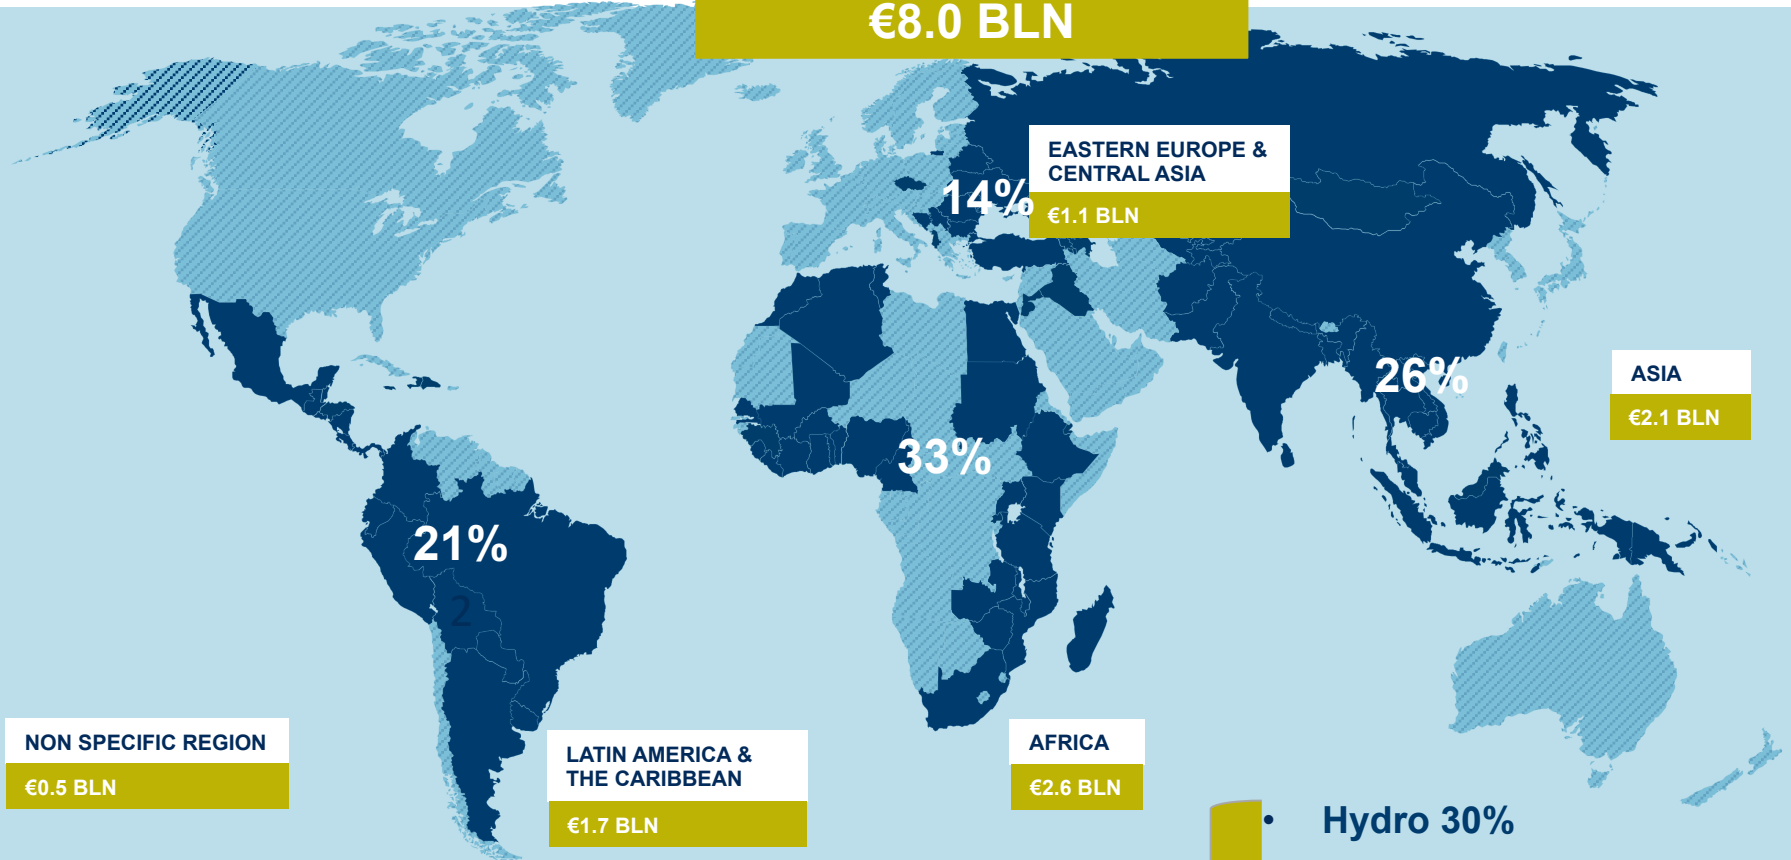 €8.0 BLN
EASTERN EUROPE &
CENTRAL ASIA
14%
€1.1 BLN
26%
ASIA
€2.1 BLN
33%
21%
2
NON SPECIFIC REGION
€0.5 BLN
LATIN AMERICA &
THE CARIBBEAN
€1.7 BLN
AFRICA
€2.6 BLN
• Hydro 30%